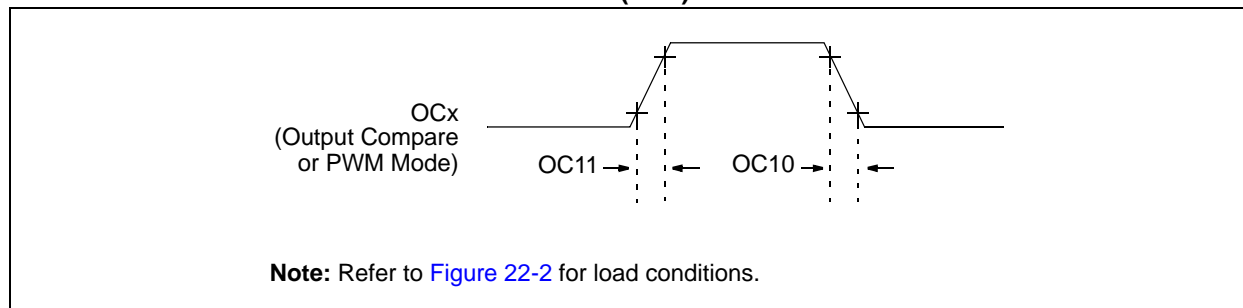 OCx
(Output Compare
or PWM Mode)
OC11
OC10
Note: Refer to Figure 22-2 for load conditions.